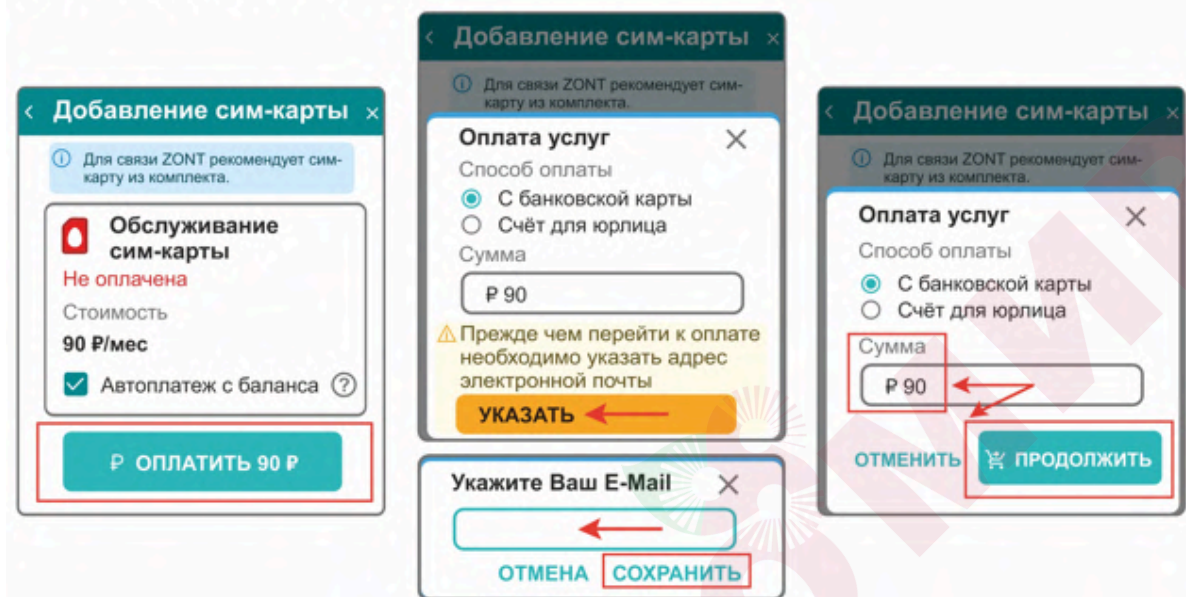 Добавление сим-карты
Для связи ZONT рекомендует сим-
карту из комплекта.
Обслуживание
сим-карты
Не оплачена
Стоимость
90 ₽/мес
Автоплатеж с баланса
₽ ОПЛАТИТЬ 90 ₽
Добавление сим-карты
Для связи ZONT рекомендует сим-
карту из комплекта.
Оплата услуг
Способ оплаты
С банковской карты
Счёт для юрлица
Сумма
₽ 90
Прежде чем перейти к оплате
необходимо указать адрес
электронной почты
УКАЗАТЬ
Укажите Ваш E-Mail
ОТМЕНА СОХРАНИТЬ
Добавление сим-карты
Для связи ZONT рекомендует сим-
карту из комплекта.
Оплата услуг
Способ оплаты
С банковской карты
Счёт для юрлица
Сумма
₽ 90
ОТМЕНИТЬ ПРОДОЛЖИТЬ